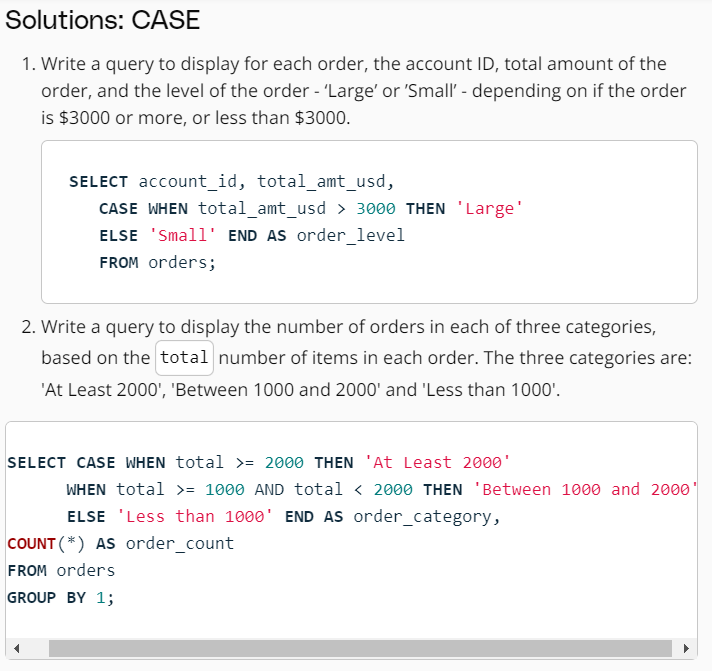 Solutions: CASE
1. Write a query to display for each order, the account ID, total amount of the
order, and the level of the order - ‘Large’ or ’Small’ - depending on if the order
is $3000 or more, or less than $3000.
SELECT account_id, total_amt_usd,
CASE WHEN total_amt_usd > 3000 THEN 'Large'
ELSE 'Small' END AS order_level
FROM orders;
2. Write a query to display the number of orders in each of three categories,
based on the total number of items in each order. The three categories are:
'At Least 2000', 'Between 1000 and 2000' and 'Less than 1000'.
SELECT CASE WHEN total >= 2000 THEN 'At Least 2000'
WHEN total >= 1000 AND total < 2000 THEN 'Between 1000 and 2000'
ELSE 'Less than 1000' END AS order_category,
COUNT(*) AS order_count
FROM orders
GROUP BY 1;